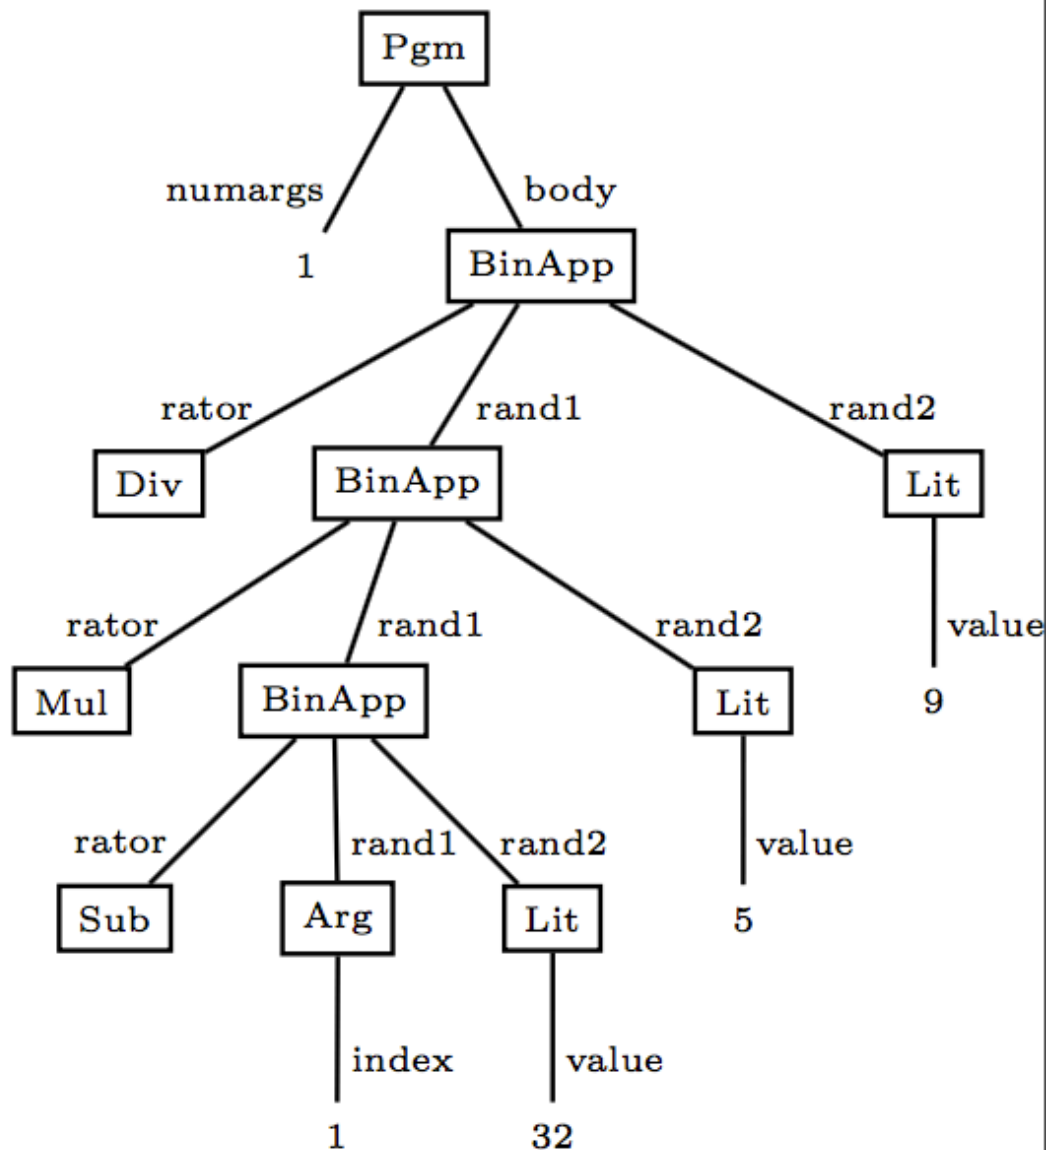 Pgm
numargs body
1 BinApp
rator rand1 rand2
Div BinApp Lit
rator rand1 rand2 value
Mul BinApp Lit 9
rator rand1 rand2 value
Sub Arg Lit 5
index value
1 32